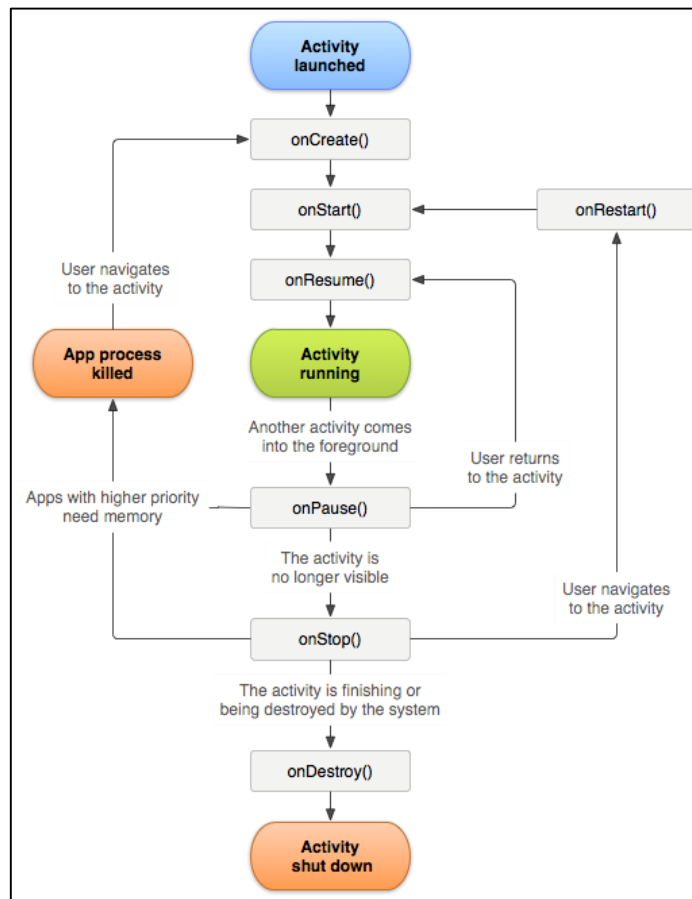 Activity
launched
onCreate()
onStart()
onRestart()
User navigates
to the activity
onResume()
App process
killed
Activity
running
Another activity comes
into the foreground
User returns
to the activity
Apps with higher priority
need memory
onPause()
The activity is
no longer visible
User navigates
to the activity
onStop()
The activity is finishing or
being destroyed by the system
onDestroy()
Activity
shut down